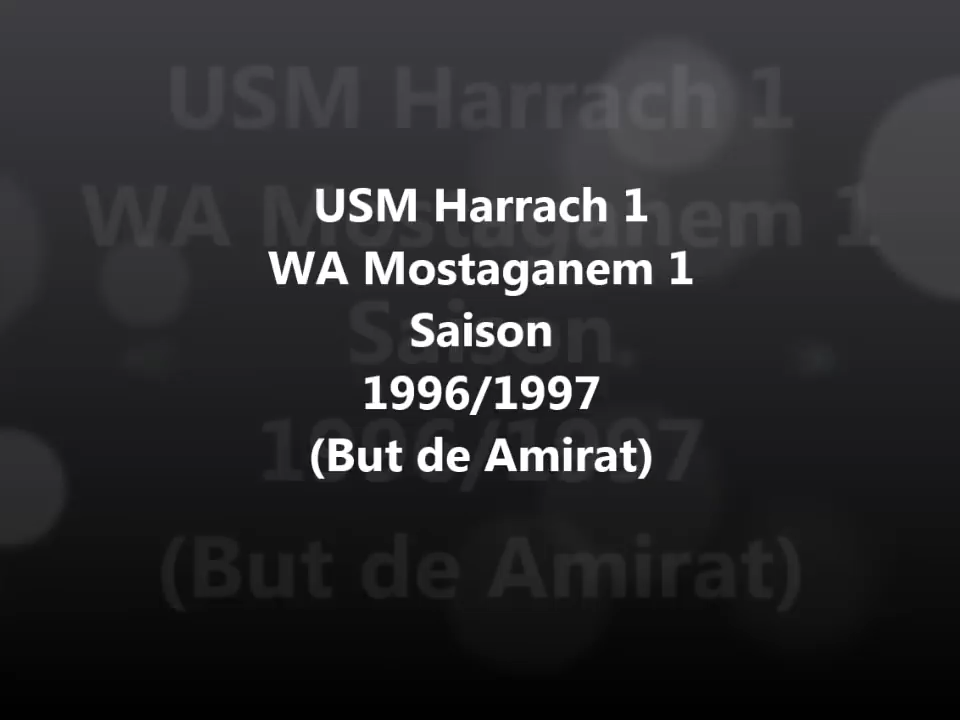 USM Harrach 1
WA Mostaganem 1
Saison
1996/1997
(But de Amirat)